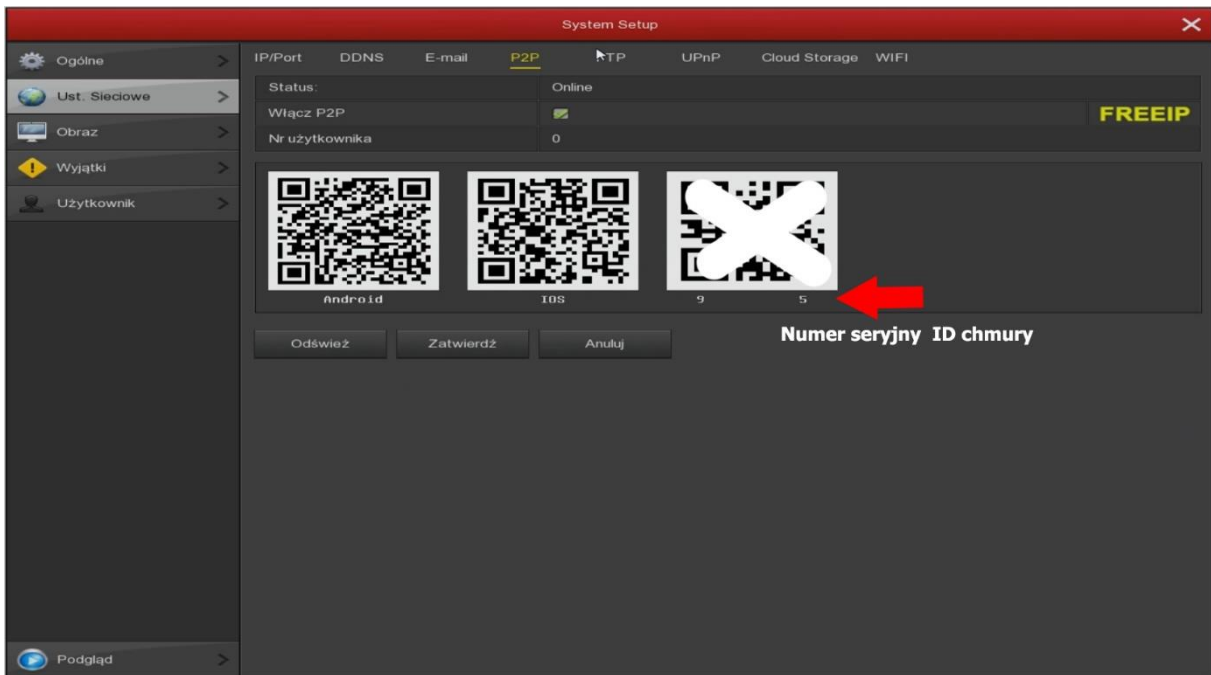 System Setup
Ogólne
Ust. Sieciowe
Obraz
Wyjątki
Użytkownik
Podgląd
IP/Port DDNS E-mail P2P TP UPnP Cloud Storage WIFI
Status: Online
Włącz P2P
FREEIP
Nr użytkownika 0
Android IOS 9 5
Numer seryjny ID chmury
Odśwież Zatwierdź Anuluj